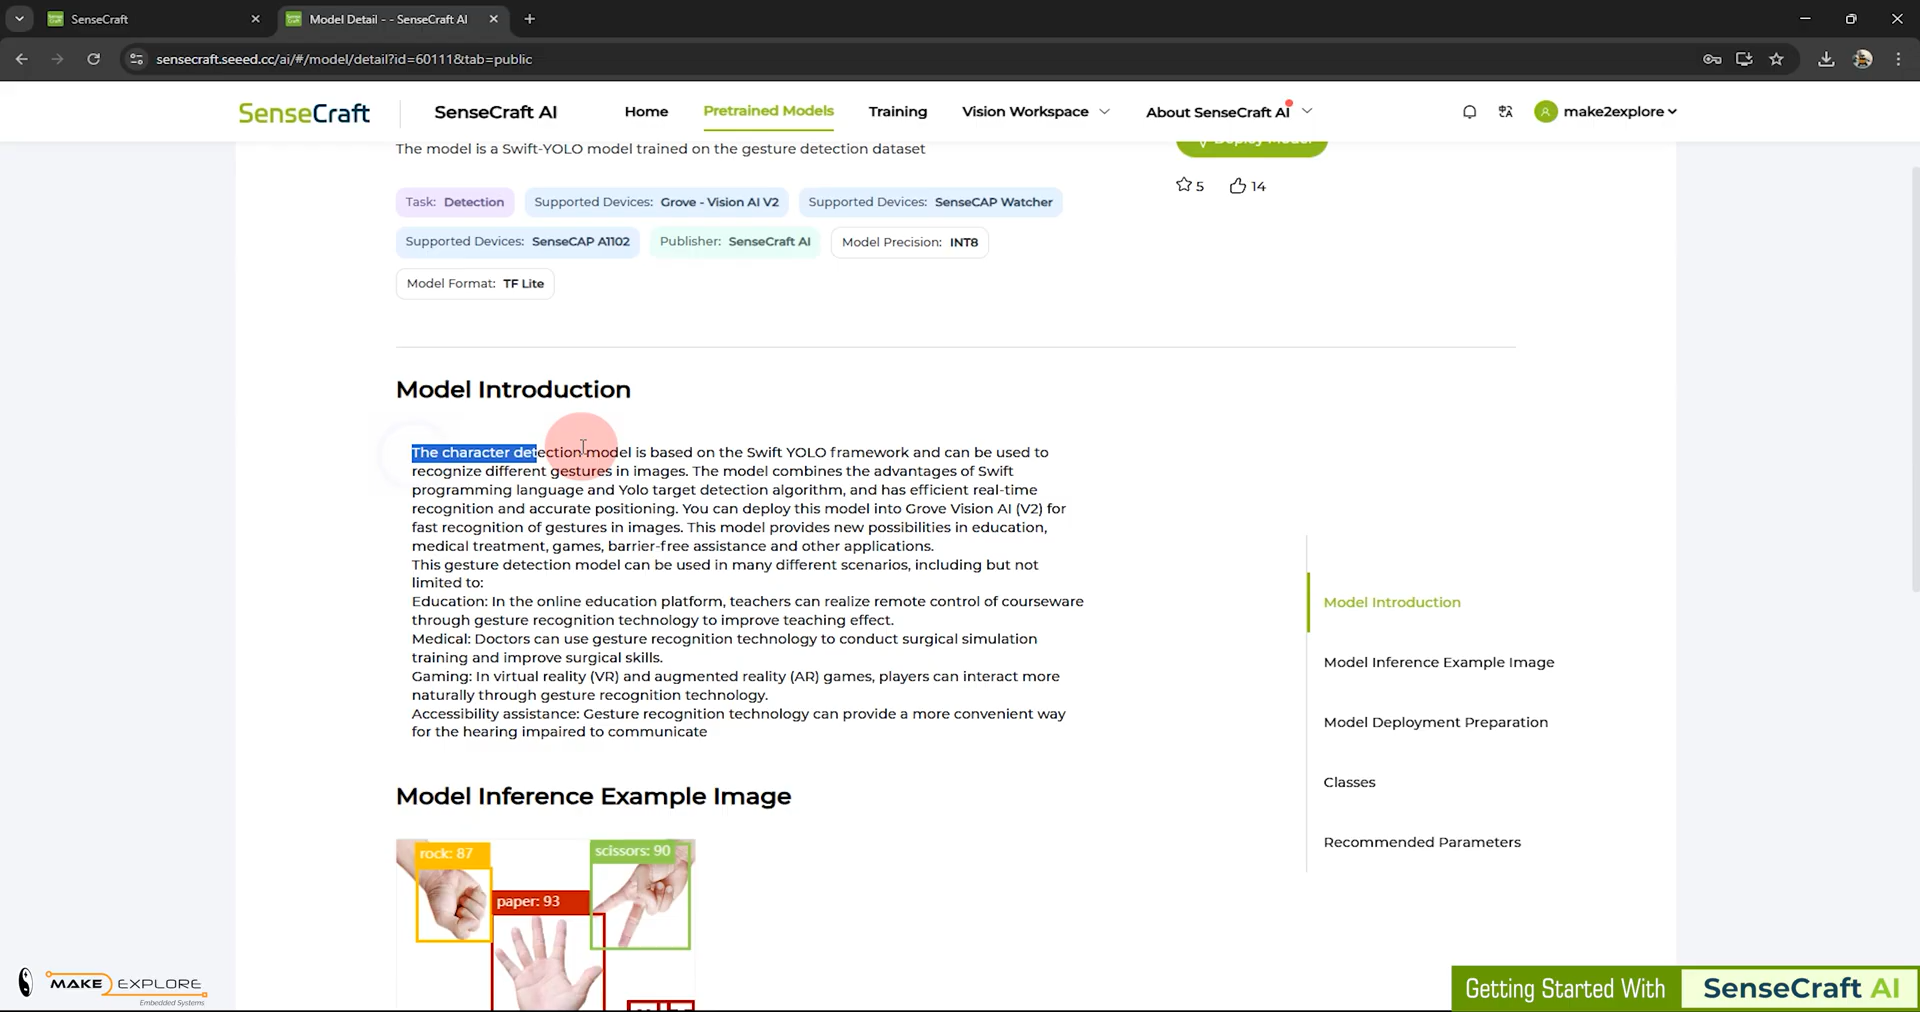 SenseCraft
Model Detail - - SenseCraft AI
sensecraft.seeed.cc/ai/#/model/detail?id=60111&tab=public
SenseCraft
SenseCraft AI
Home
Pretrained Models
Training
Vision Workspace
About SenseCraft AI
make2explore
The model is a Swift-YOLO model trained on the gesture detection dataset
Deploy Model
5
14
Task: Detection
Supported Devices: Grove - Vision AI V2
Supported Devices: SenseCAP Watcher
Supported Devices: SenseCAP A1102
Publisher: SenseCraft AI
Model Precision: INT8
Model Format: TF Lite
Model Introduction
The character detection model is based on the Swift YOLO framework and can be used to
recognize different gestures in images. The model combines the advantages of Swift
programming language and Yolo target detection algorithm, and has efficient real-time
recognition and accurate positioning. You can deploy this model into Grove Vision AI (V2) for
fast recognition of gestures in images. This model provides new possibilities in education,
medical treatment, games, barrier-free assistance and other applications.
This gesture detection model can be used in many different scenarios, including but not
limited to:
Education: In the online education platform, teachers can realize remote control of courseware
through gesture recognition technology to improve teaching effect.
Medical: Doctors can use gesture recognition technology to conduct surgical simulation
training and improve surgical skills.
Gaming: In virtual reality (VR) and augmented reality (AR) games, players can interact more
naturally through gesture recognition technology.
Accessibility assistance: Gesture recognition technology can provide a more convenient way
for the hearing impaired to communicate
Model Introduction
Model Inference Example Image
Model Deployment Preparation
Classes
Recommended Parameters
Model Inference Example Image
rock: 87
scissors: 90
paper: 93
MAKE EXPLORE
Embedded Systems
Getting Started With
SenseCraft AI